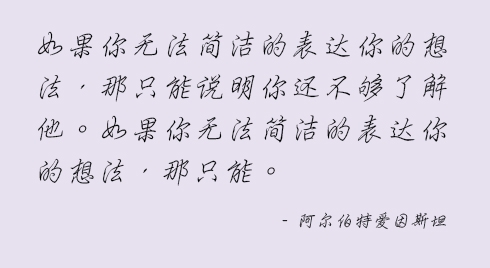 如果你无法简洁的表达你的想
法，那只能说明你还不够了解
他。如果你无法简洁的表达你
的想法，那只能。
- 阿尔伯特爱因斯坦